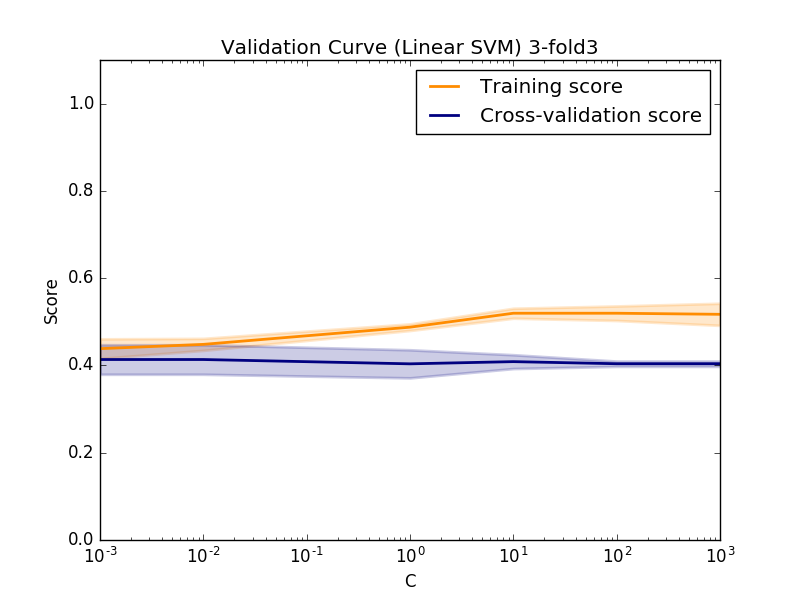 Validation Curve (Linear SVM) 3-fold3
Training score
Cross-validation score
1.0
0.8
0.6
0.4
0.2
0.0
Score
10⁻³ 10⁻² 10⁻¹ 10⁰ 10¹ 10² 10³
C